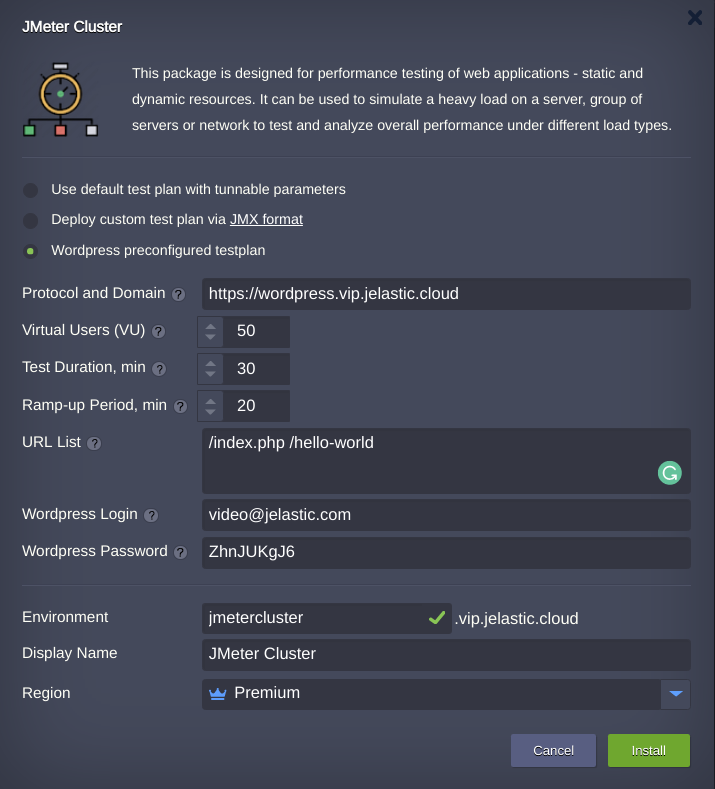 JMeter Cluster
This package is designed for performance testing of web applications - static and
dynamic resources. It can be used to simulate a heavy load on a server, group of
servers or network to test and analyze overall performance under different load types.
Use default test plan with tunnable parameters
Deploy custom test plan via JMX format
Wordpress preconfigured testplan
Protocol and Domain ? https://wordpress.vip.jelastic.cloud
Virtual Users (VU) ? 50
Test Duration, min ? 30
Ramp-up Period, min ? 20
URL List ? /index.php /hello-world
Wordpress Login ? video@jelastic.com
Wordpress Password ? ZhnJUKgJ6
Environment jmetercluster .vip.jelastic.cloud
Display Name JMeter Cluster
Region Premium
Cancel Install